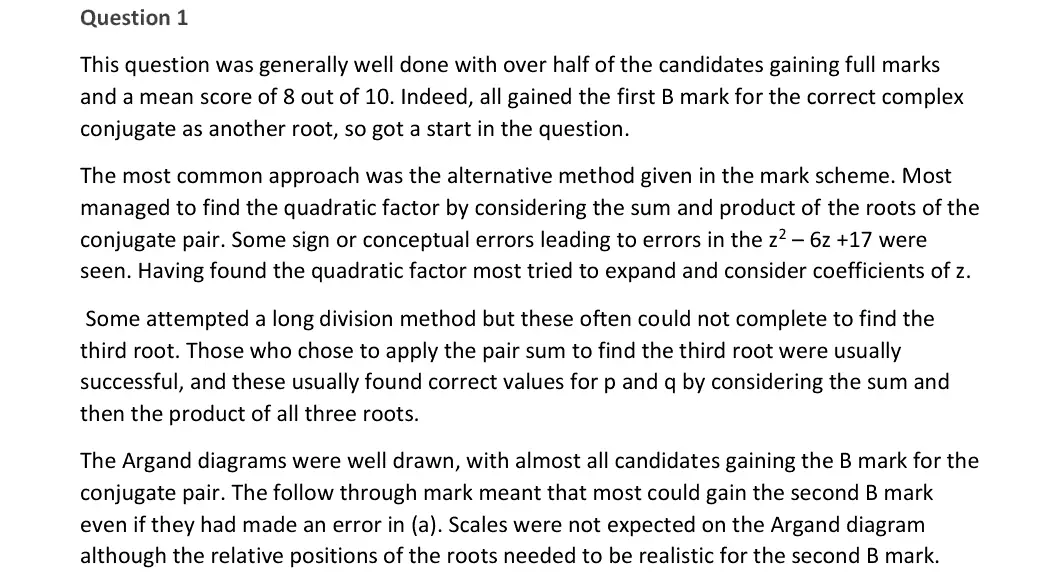 Question 1
This question was generally well done with over half of the candidates gaining full marks
and a mean score of 8 out of 10. Indeed, all gained the first B mark for the correct complex
conjugate as another root, so got a start in the question.
The most common approach was the alternative method given in the mark scheme. Most
managed to find the quadratic factor by considering the sum and product of the roots of the
conjugate pair. Some sign or conceptual errors leading to errors in the z² – 6z +17 were
seen. Having found the quadratic factor most tried to expand and consider coefficients of z.
Some attempted a long division method but these often could not complete to find the
third root. Those who chose to apply the pair sum to find the third root were usually
successful, and these usually found correct values for p and q by considering the sum and
then the product of all three roots.
The Argand diagrams were well drawn, with almost all candidates gaining the B mark for the
conjugate pair. The follow through mark meant that most could gain the second B mark
even if they had made an error in (a). Scales were not expected on the Argand diagram
although the relative positions of the roots needed to be realistic for the second B mark.